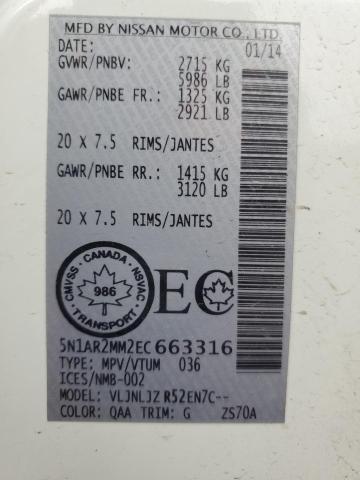 MFD BY NISSAN MOTOR CO., LTD.
DATE: 01/14
GVWR/PNBV: 2715 KG
5986 LB
GAWR/PNBE FR.: 1325 KG
2921 LB
20 X 7.5 RIMS/JANTES
GAWR/PNBE RR.: 1415 KG
3120 LB
20 X 7.5 RIMS/JANTES
CANADA
CMVSS NSVAC
986
TRANSPORT
EC
5N1AR2MM2EC663316
TYPE: MPV/VTUM 036
ICES/NMB-002
MODEL: VLJNLJZ R52EN7C--
COLOR: QAA TRIM: G ZS70A